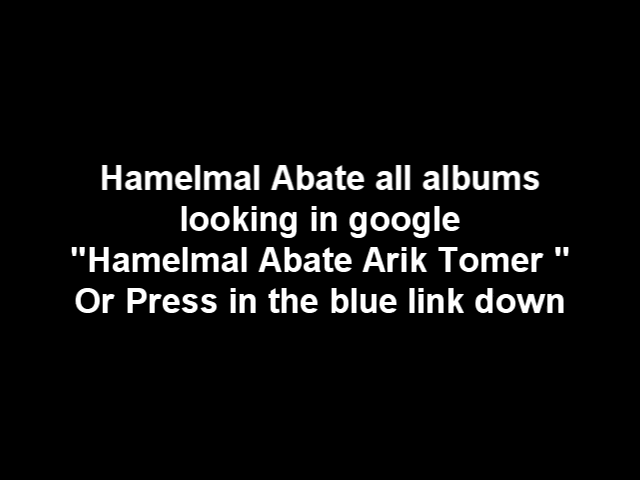 Hamelmal Abate all albums
looking in google
"Hamelmal Abate Arik Tomer "
Or Press in the blue link down